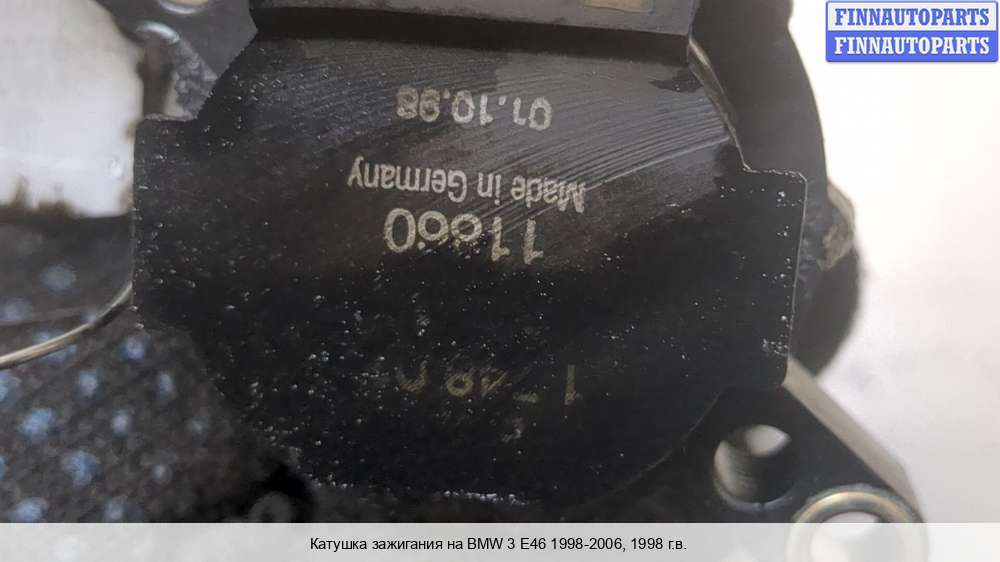 FINNAUTOPARTS
FINNAUTOPARTS
01.10.98
Made in Germany
11660
Катушка зажигания на BMW 3 E46 1998-2006, 1998 г.в.